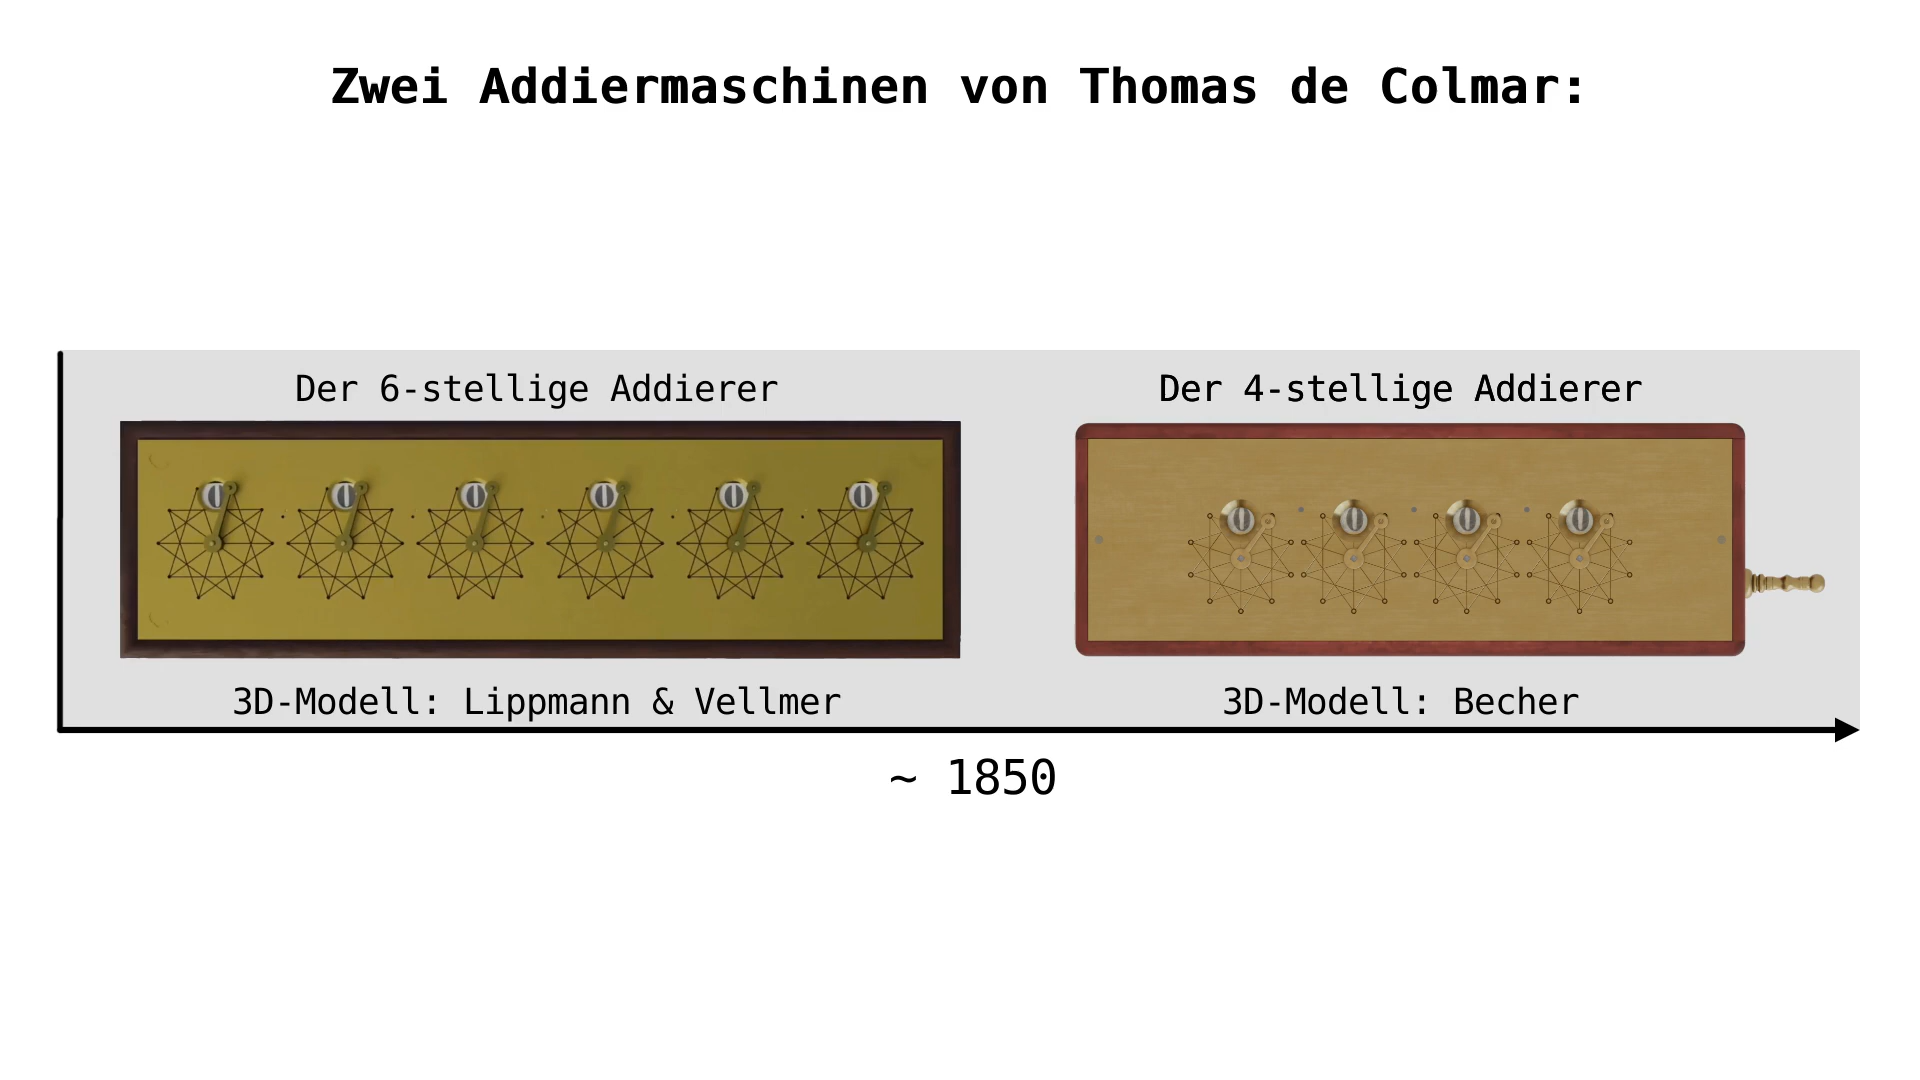 Zwei Addiermaschinen von Thomas de Colmar:
Der 6-stellige Addierer
Der 4-stellige Addierer
3D-Modell: Lippmann & Vellmer
3D-Modell: Becher
~ 1850